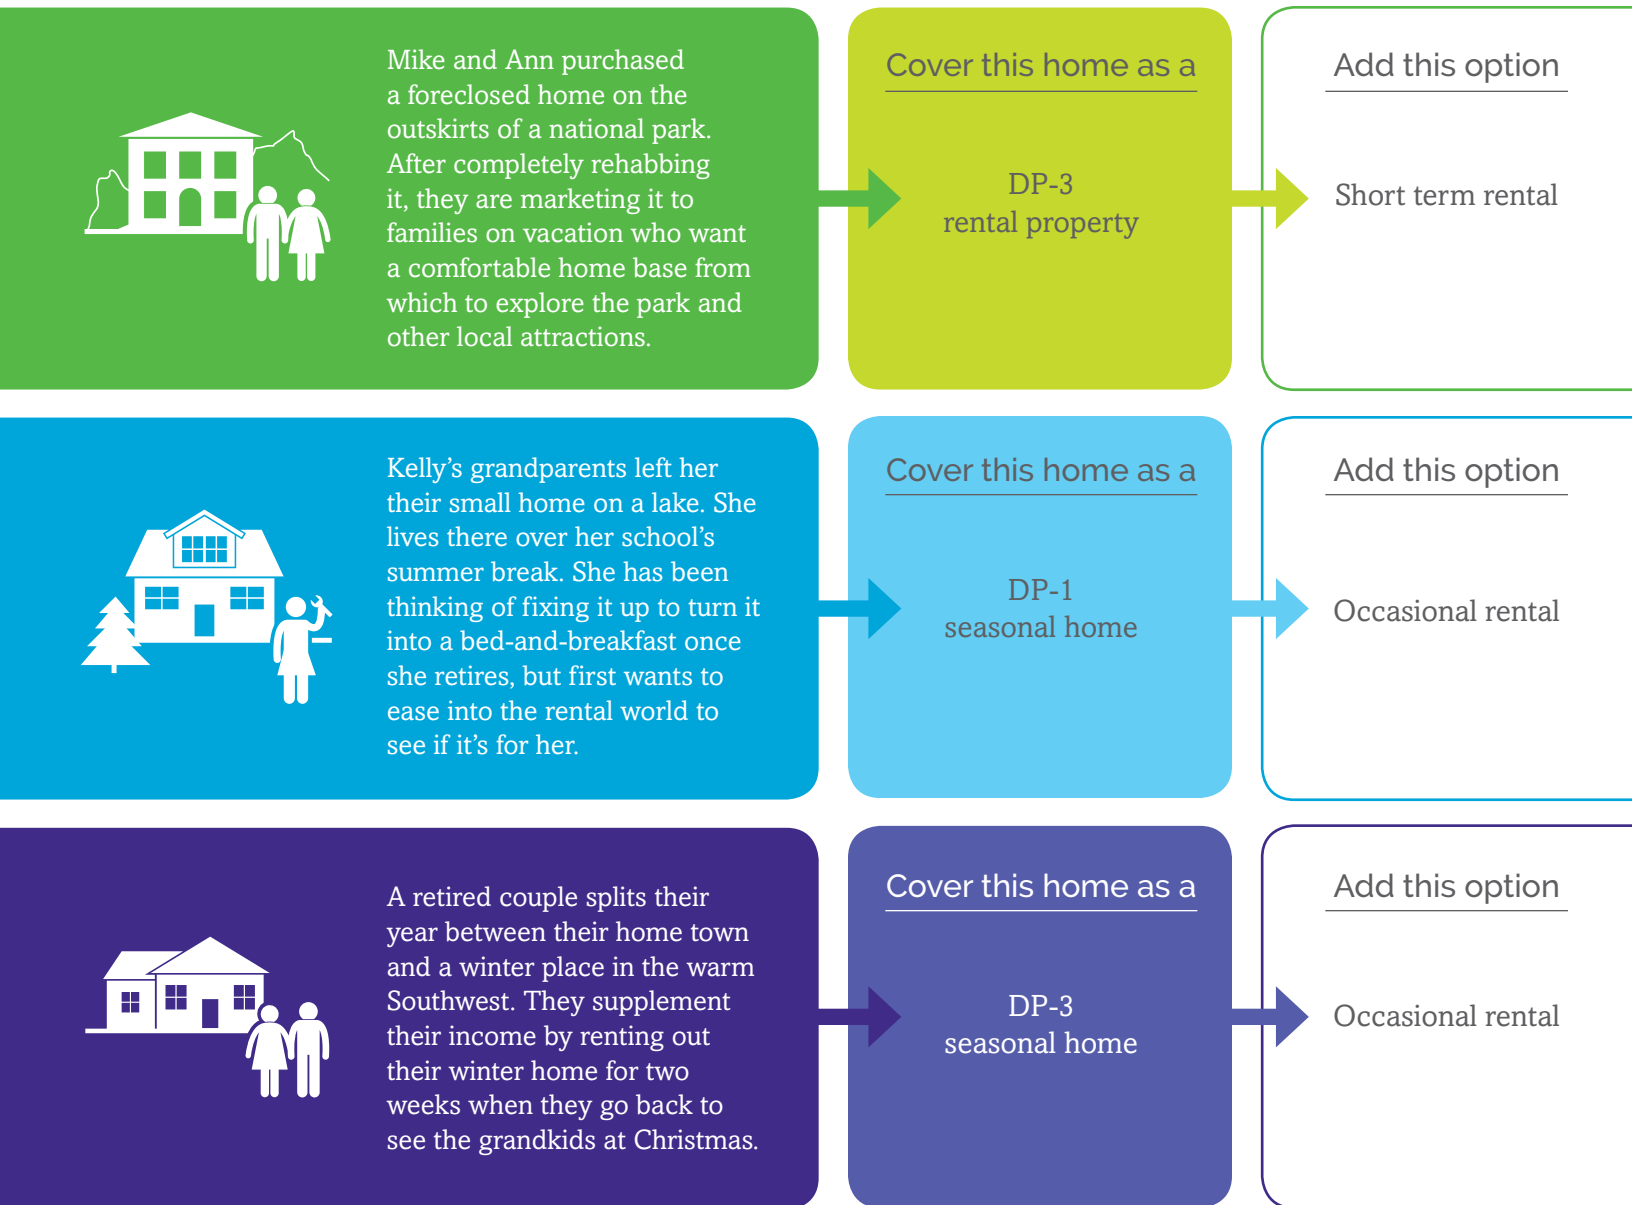 Mike and Ann purchased
a foreclosed home on the
outskirts of a national park.
After completely rehabbing
it, they are marketing it to
families on vacation who want
a comfortable home base from
which to explore the park and
other local attractions.
Cover this home as a
DP-3
rental property
Add this option
Short term rental
Kelly’s grandparents left her
their small home on a lake. She
lives there over her school’s
summer break. She has been
thinking of fixing it up to turn it
into a bed-and-breakfast once
she retires, but first wants to
ease into the rental world to
see if it’s for her.
Cover this home as a
DP-1
seasonal home
Add this option
Occasional rental
A retired couple splits their
year between their home town
and a winter place in the warm
Southwest. They supplement
their income by renting out
their winter home for two
weeks when they go back to
see the grandkids at Christmas.
Cover this home as a
DP-3
seasonal home
Add this option
Occasional rental